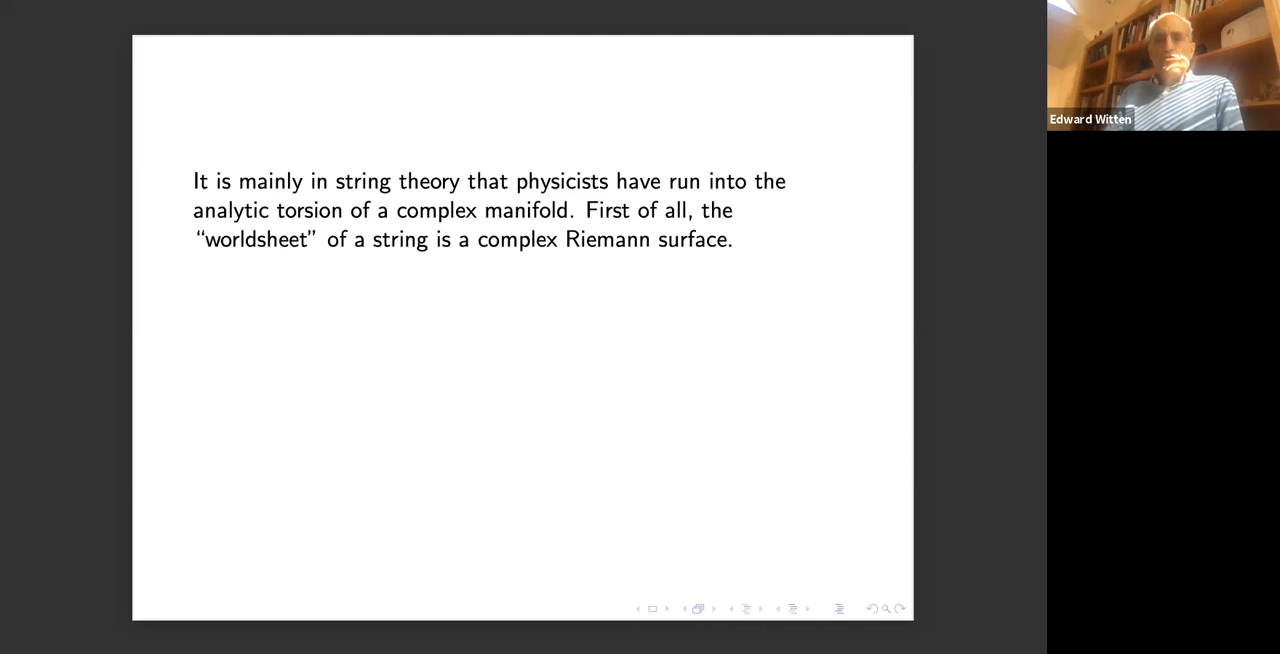 It is mainly in string theory that physicists have run into the
analytic torsion of a complex manifold. First of all, the
“worldsheet” of a string is a complex Riemann surface.
Edward Witten